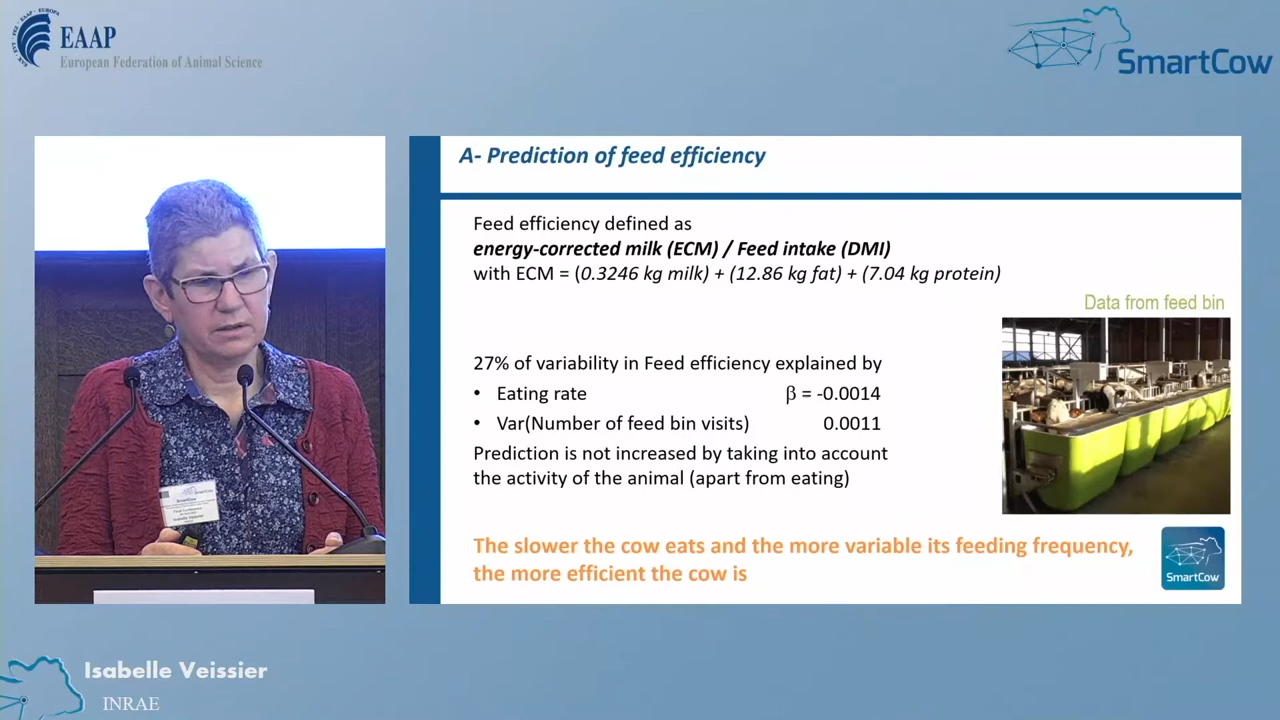 EAAP
European Federation of Animal Science
SmartCow
A- Prediction of feed efficiency
Feed efficiency defined as
energy-corrected milk (ECM) / Feed intake (DMI)
with ECM = (0.3246 kg milk) + (12.86 kg fat) + (7.04 kg protein)
Data from feed bin
27% of variability in Feed efficiency explained by
• Eating rate β = -0.0014
• Var(Number of feed bin visits) 0.0011
Prediction is not increased by taking into account
the activity of the animal (apart from eating)
The slower the cow eats and the more variable its feeding frequency,
the more efficient the cow is
SmartCow
SmartCow
Final Conference
Isabelle Veissier
Isabelle Veissier
INRAE